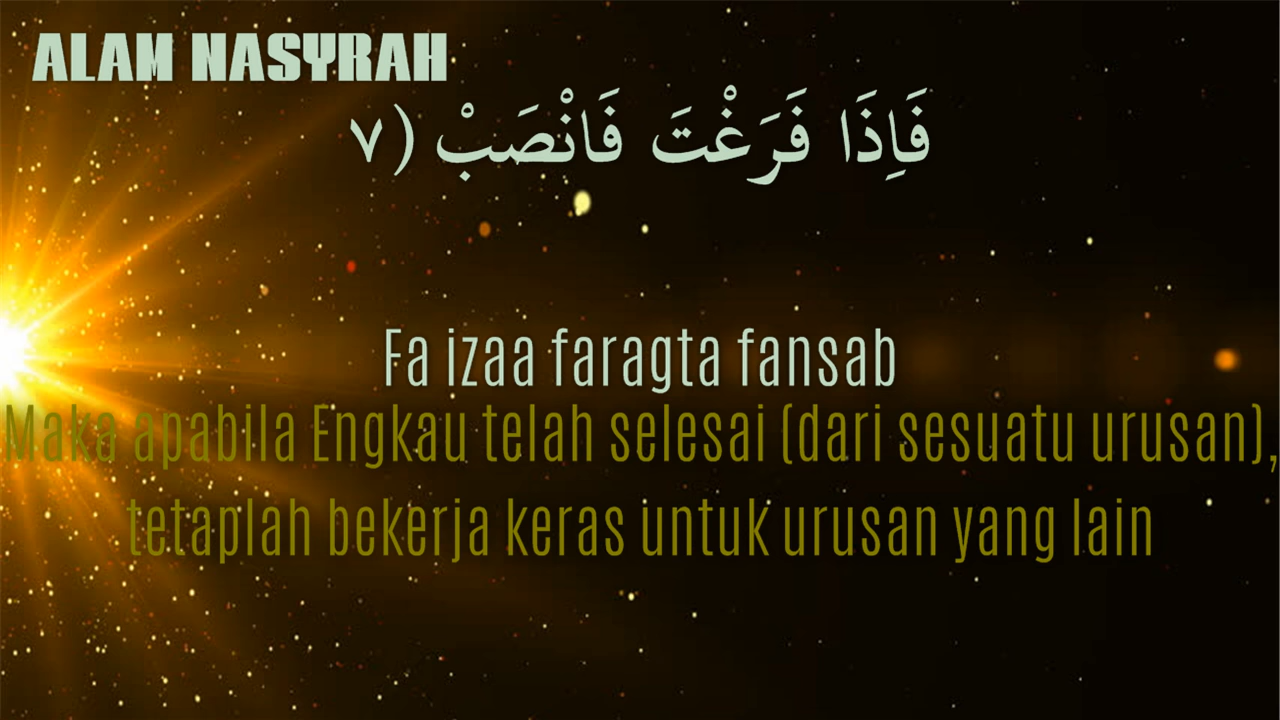 ALAM NASYRAH
فَاِذَا فَرَغْتَ فَانْصَبْ (٧
Fa izaa faragta fansab
Maka apabila Engkau telah selesai (dari sesuatu urusan),
tetaplah bekerja keras untuk urusan yang lain